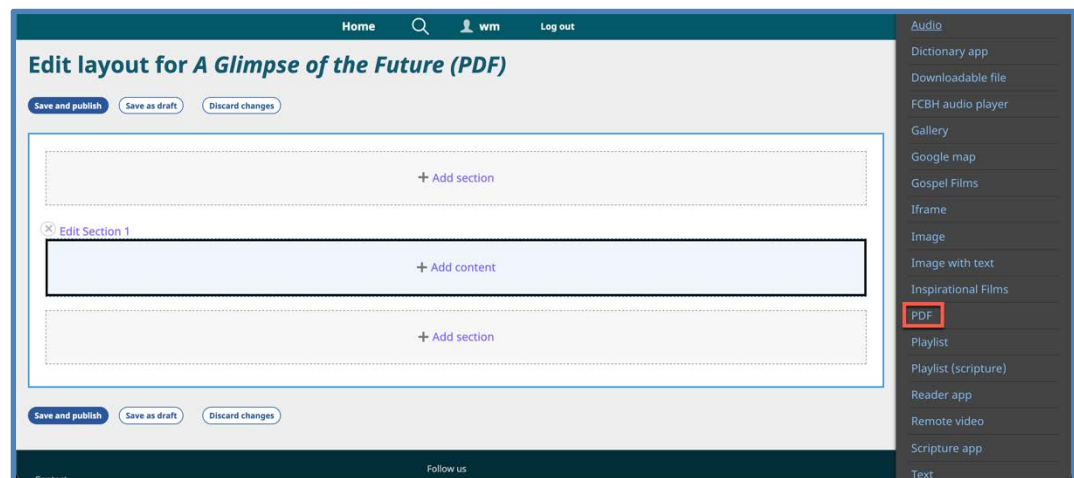 Home wm Log out
Edit layout for A Glimpse of the Future (PDF)
Save and publish Save as draft Discard changes
+ Add section
Edit Section 1
+ Add content
+ Add section
Save and publish Save as draft Discard changes
Follow us
Audio
Dictionary app
Downloadable file
FCBH audio player
Gallery
Google map
Gospel Films
Iframe
Image
Image with text
Inspirational Films
PDF
Playlist
Playlist (scripture)
Reader app
Remote video
Scripture app
Text